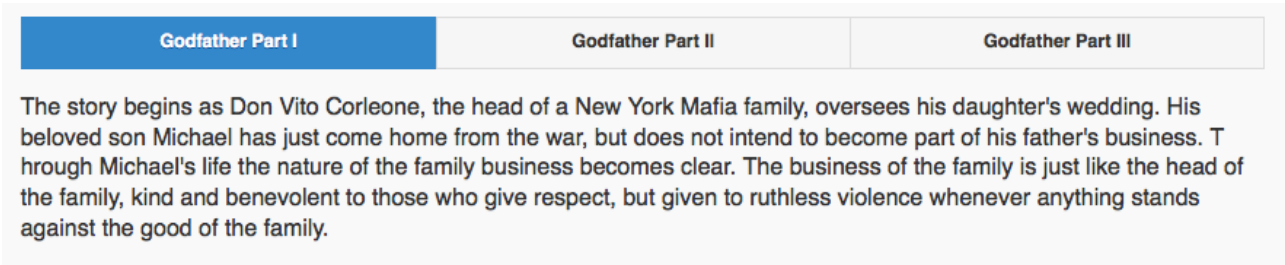 Godfather Part I
Godfather Part II
Godfather Part III
The story begins as Don Vito Corleone, the head of a New York Mafia family, oversees his daughter's wedding. His
beloved son Michael has just come home from the war, but does not intend to become part of his father's business. T
hrough Michael's life the nature of the family business becomes clear. The business of the family is just like the head of
the family, kind and benevolent to those who give respect, but given to ruthless violence whenever anything stands
against the good of the family.